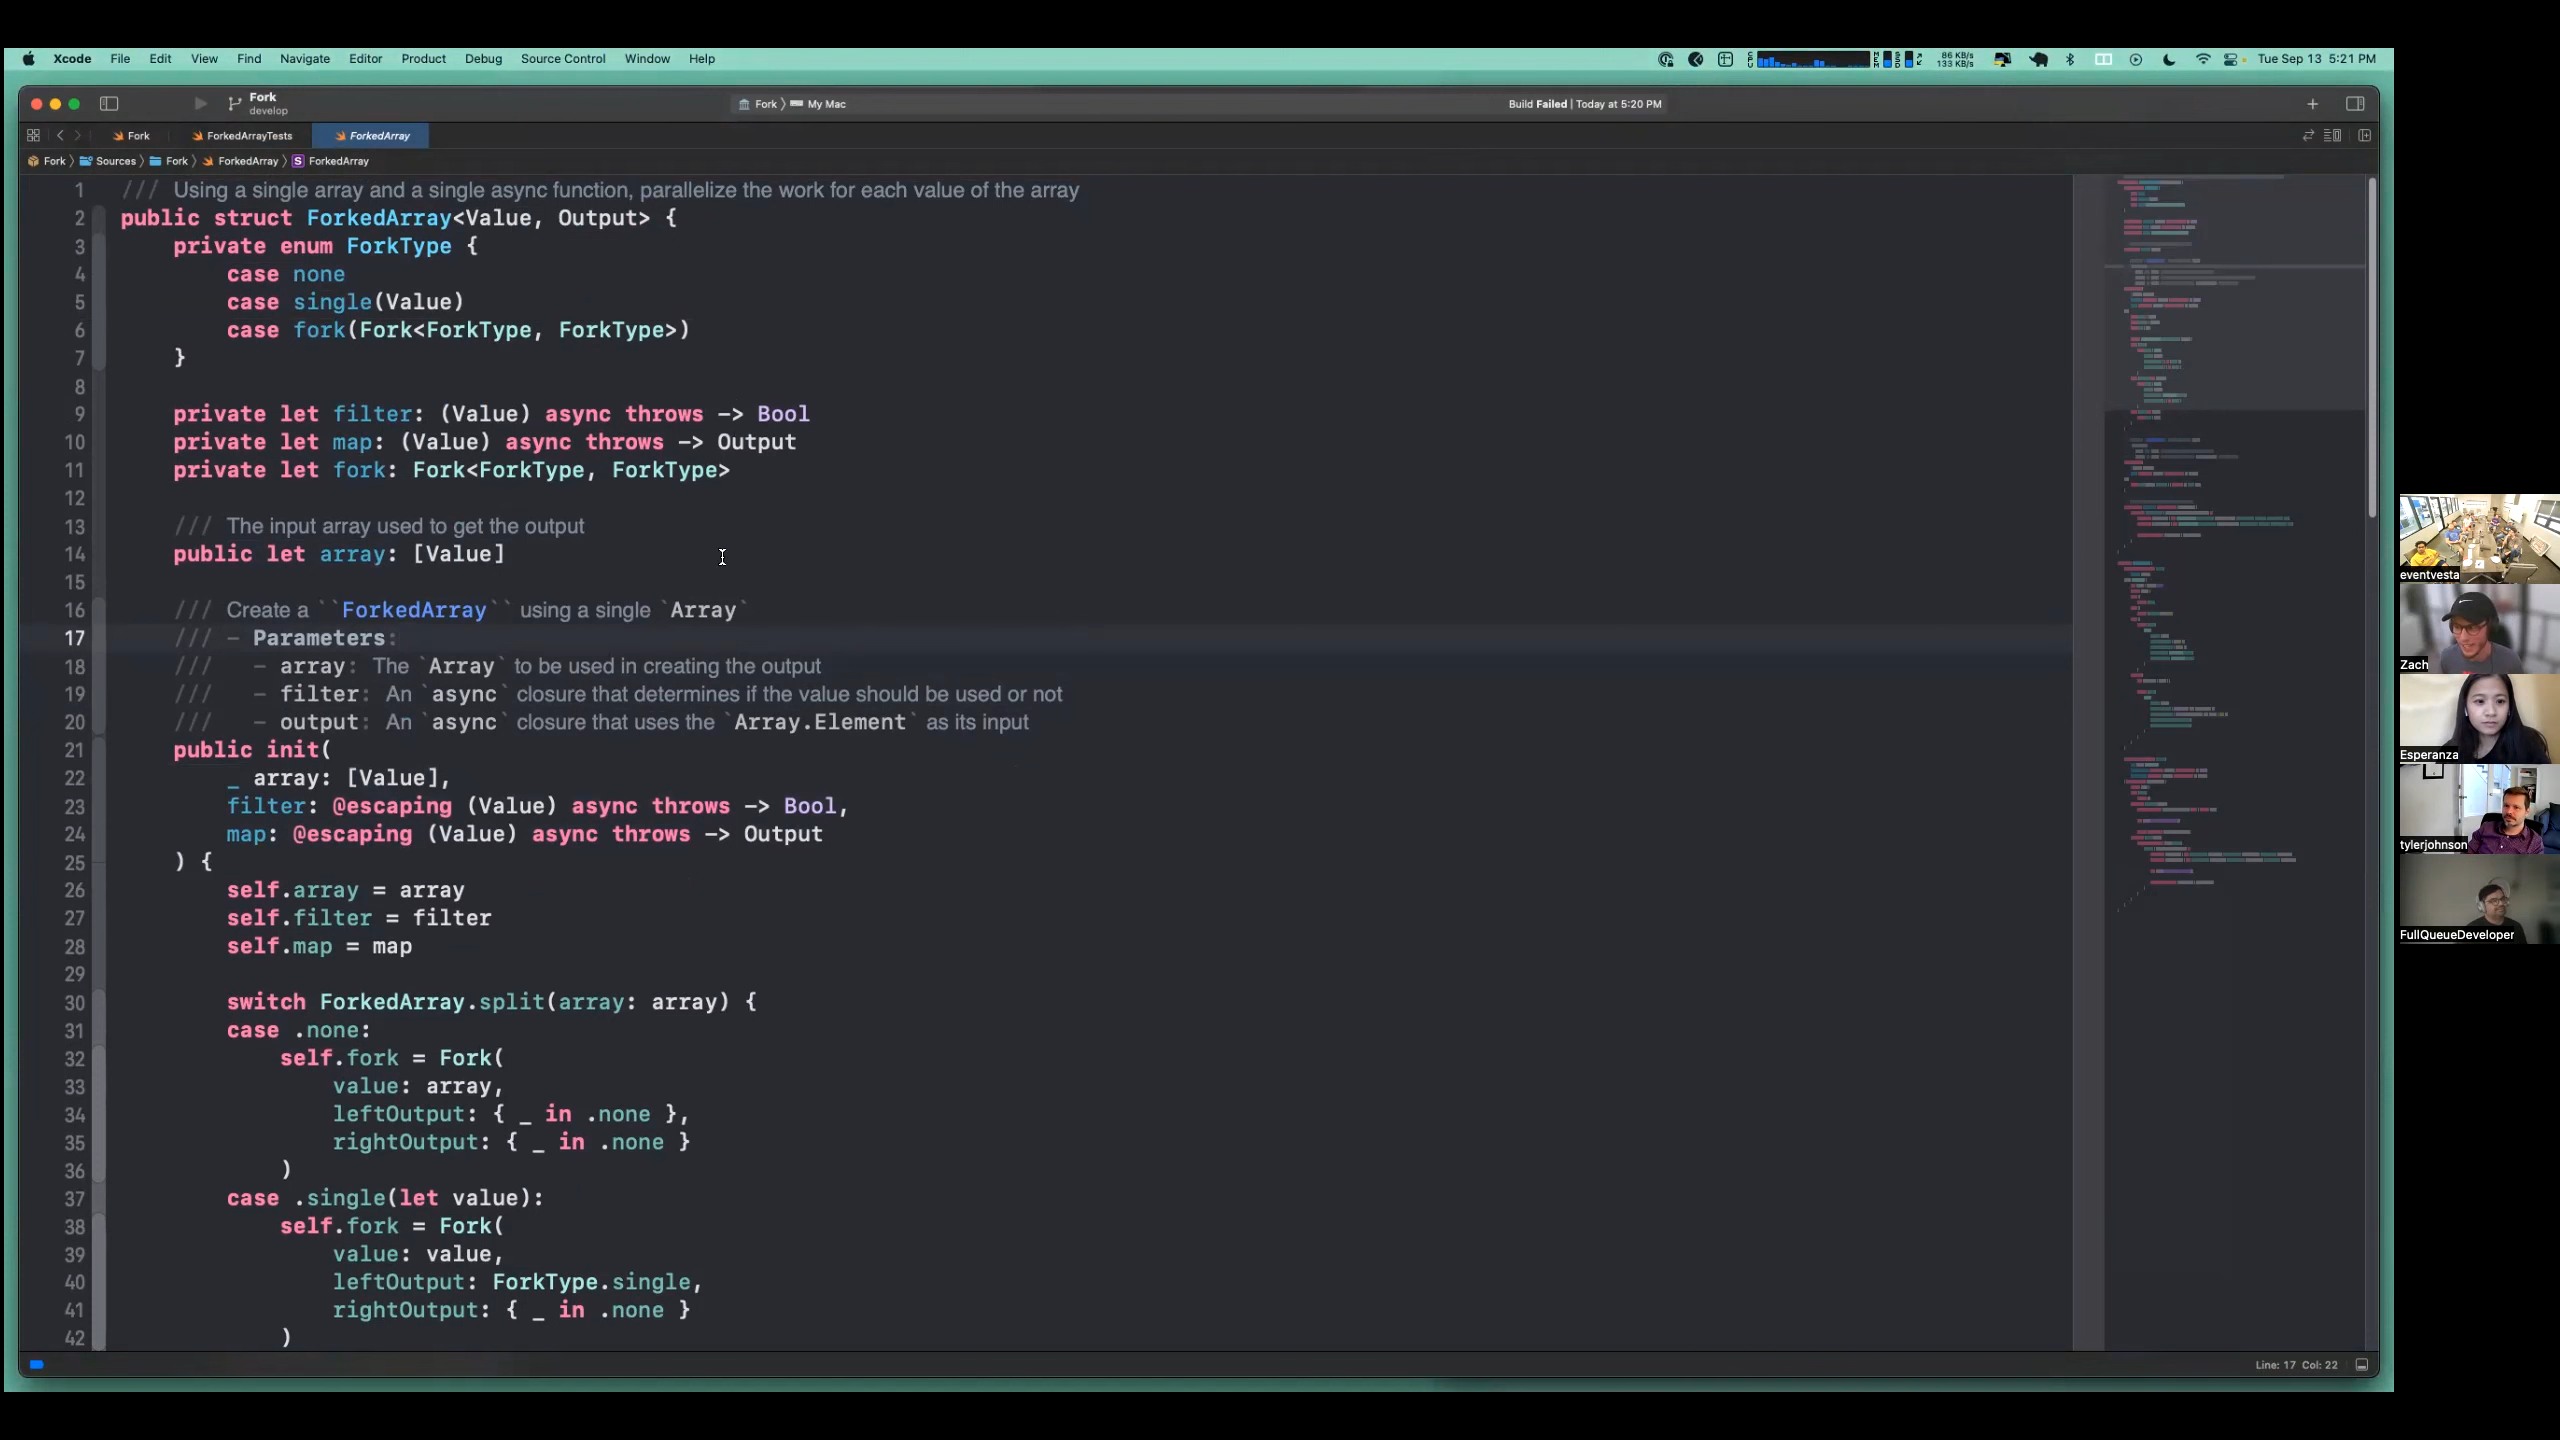 Xcode File Edit View Find Navigate Editor Product Debug Source Control Window Help
86 KB/s
133 KB/s
Tue Sep 13 5:21 PM
Fork
develop
Fork 〉 My Mac
Build Failed | Today at 5:20 PM
Fork ForkedArrayTests ForkedArray
Fork 〉 Sources 〉 Fork 〉 ForkedArray 〉 S ForkedArray
1 /// Using a single array and a single async function, parallelize the work for each value of the array
2 public struct ForkedArray<Value, Output> {
3 private enum ForkType {
4 case none
5 case single(Value)
6 case fork(Fork<ForkType, ForkType>)
7 }
8
9 private let filter: (Value) async throws -> Bool
10 private let map: (Value) async throws -> Output
11 private let fork: Fork<ForkType, ForkType>
12
13 /// The input array used to get the output
14 public let array: [Value]
15
16 /// Create a ``ForkedArray`` using a single `Array`
17 /// - Parameters:
18 /// - array: The `Array` to be used in creating the output
19 /// - filter: An `async` closure that determines if the value should be used or not
20 /// - output: An `async` closure that uses the `Array.Element` as its input
21 public init(
22 _ array: [Value],
23 filter: @escaping (Value) async throws -> Bool,
24 map: @escaping (Value) async throws -> Output
25 ) {
26 self.array = array
27 self.filter = filter
28 self.map = map
29
30 switch ForkedArray.split(array: array) {
31 case .none:
32 self.fork = Fork(
33 value: array,
34 leftOutput: { _ in .none },
35 rightOutput: { _ in .none }
36 )
37 case .single(let value):
38 self.fork = Fork(
39 value: value,
40 leftOutput: ForkType.single,
41 rightOutput: { _ in .none }
42 )
Line: 17 Col: 22
eventvesta
Zach
Esperanza
tylerjohnson
FullQueueDeveloper